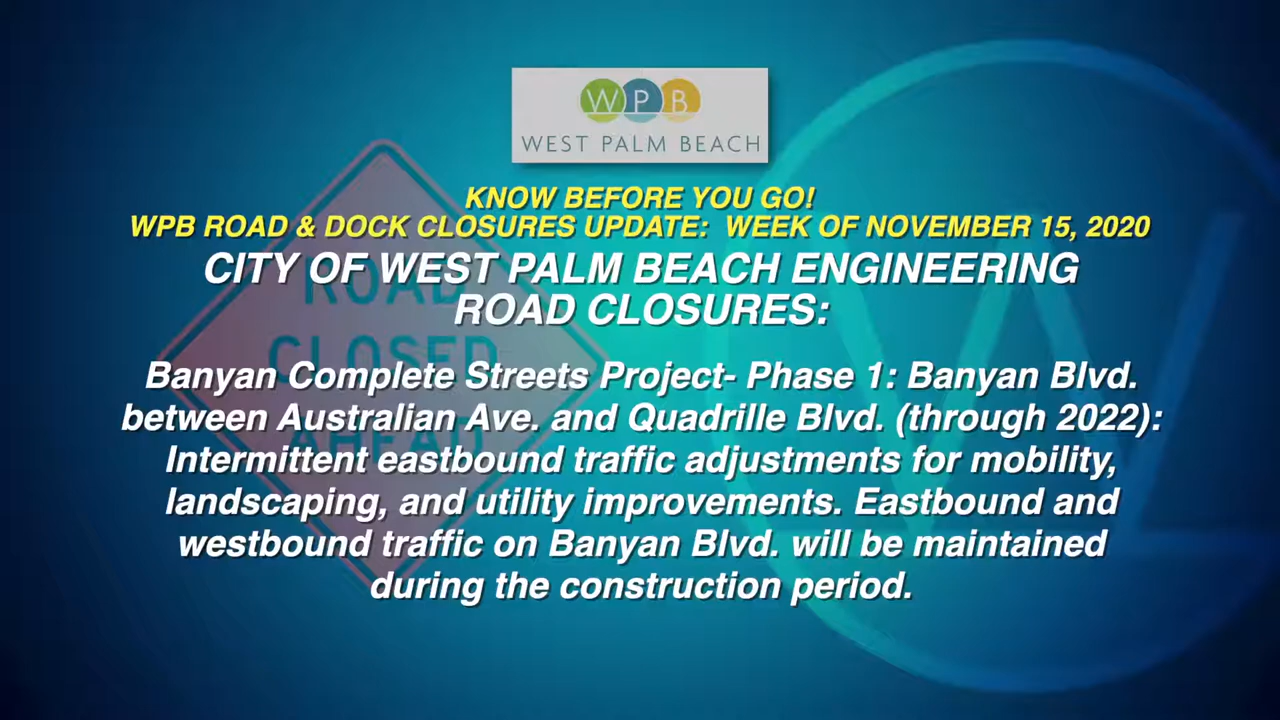 WPB
WEST PALM BEACH
KNOW BEFORE YOU GO!
WPB ROAD & DOCK CLOSURES UPDATE: WEEK OF NOVEMBER 15, 2020
CITY OF WEST PALM BEACH ENGINEERING
ROAD CLOSURES:
Banyan Complete Streets Project- Phase 1: Banyan Blvd.
between Australian Ave. and Quadrille Blvd. (through 2022):
Intermittent eastbound traffic adjustments for mobility,
landscaping, and utility improvements. Eastbound and
westbound traffic on Banyan Blvd. will be maintained
during the construction period.
ROAD
CLOSED
AHEAD